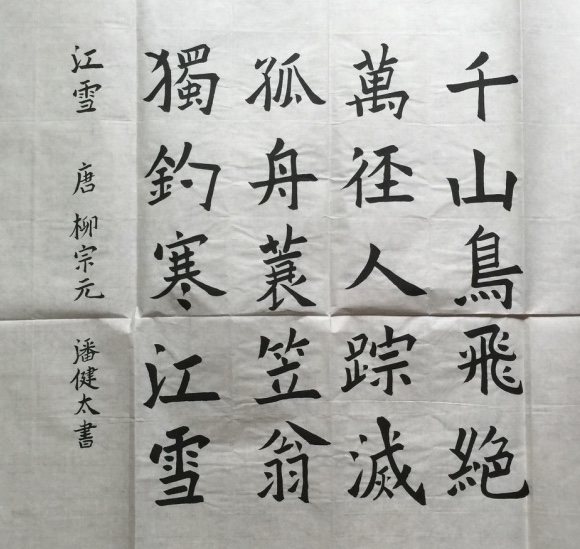 千山鳥飛絕
萬徑人踪滅
孤舟蓑笠翁
獨釣寒江雪
江雪 唐 柳宗元 潘健太書